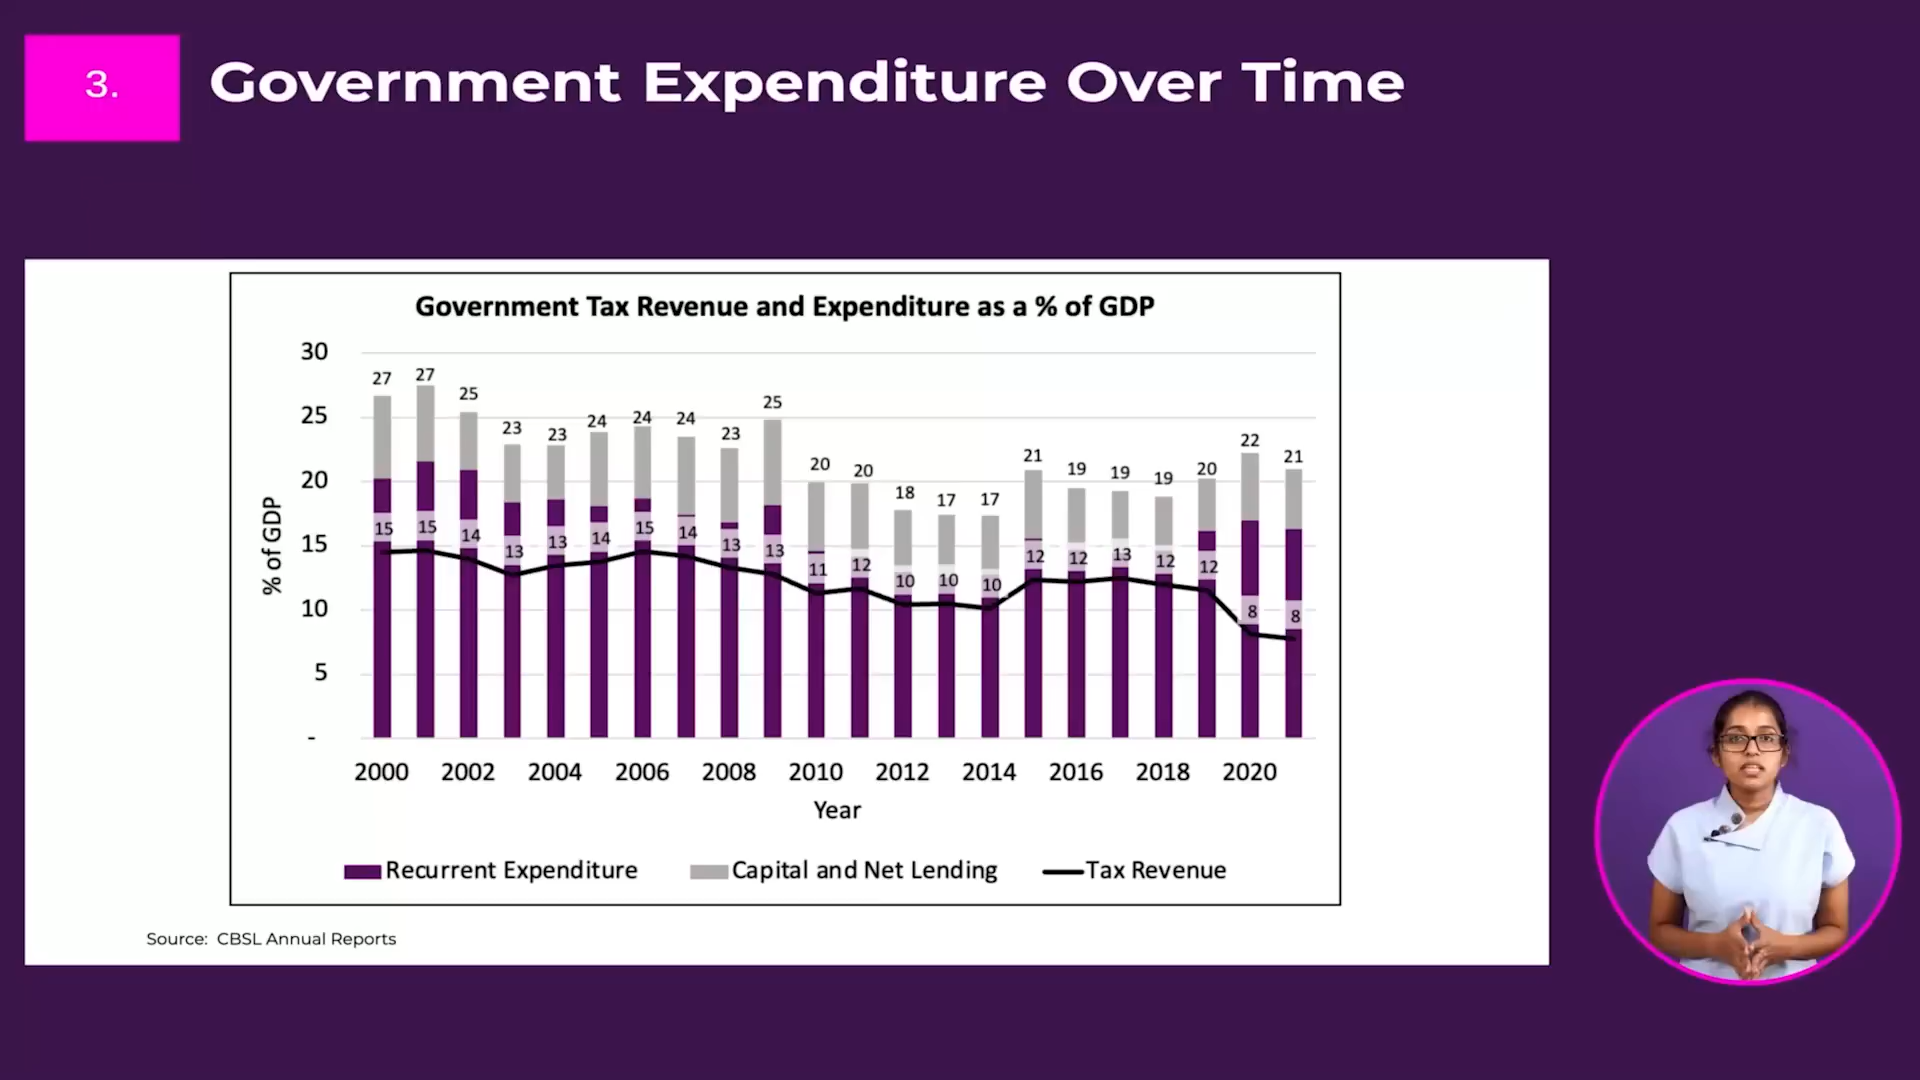 3.
Government Expenditure Over Time
Government Tax Revenue and Expenditure as a % of GDP
% of GDP
30
25
20
15
10
5
-
27 27 25 23 23 24 24 24 23 25 20 20 18 17 17 21 19 19 19 20 22 21
15 15 14 13 13 14 15 14 13 13 11 12 10 10 10 12 12 13 12 12 8 8
2000 2002 2004 2006 2008 2010 2012 2014 2016 2018 2020
Year
Recurrent Expenditure Capital and Net Lending Tax Revenue
Source: CBSL Annual Reports